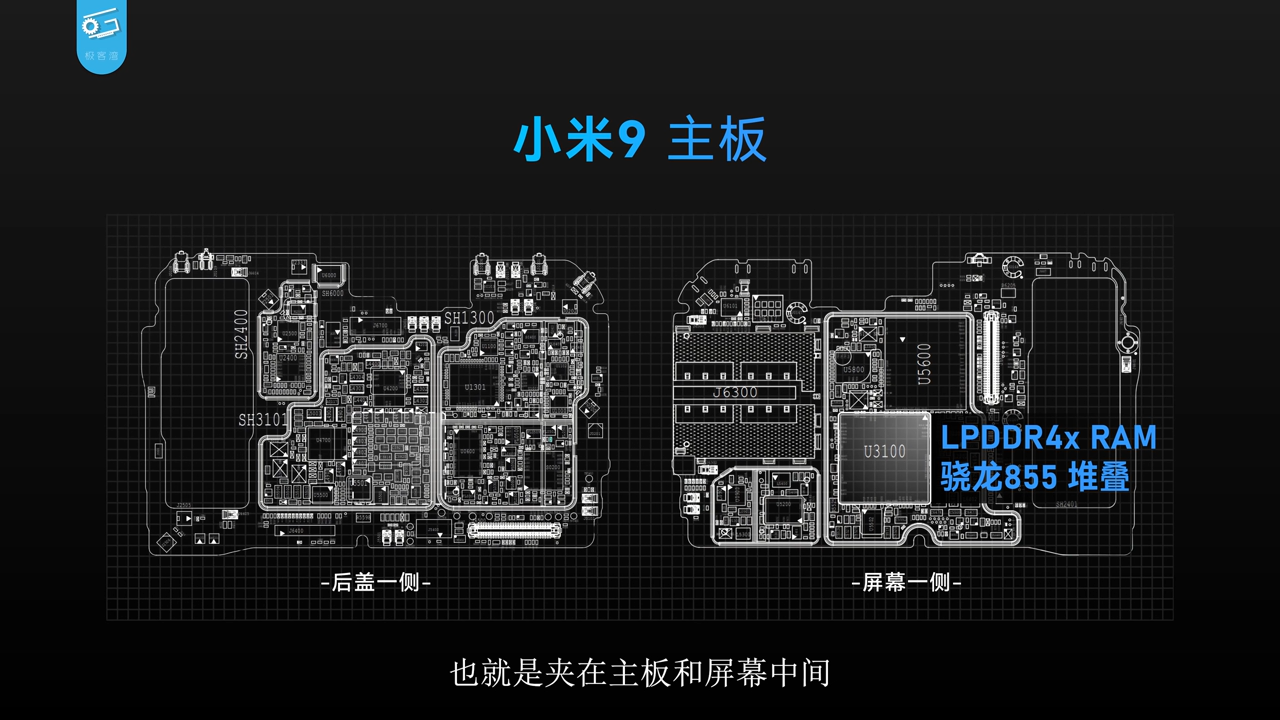 极客湾
小米9 主板
SH2400
SH6000
SH1300
U1301
SH3101
J6300
U5800
U5600
U3100
LPDDR4x RAM
骁龙855 堆叠
-后盖一侧-
-屏幕一侧-
也就是夹在主板和屏幕中间